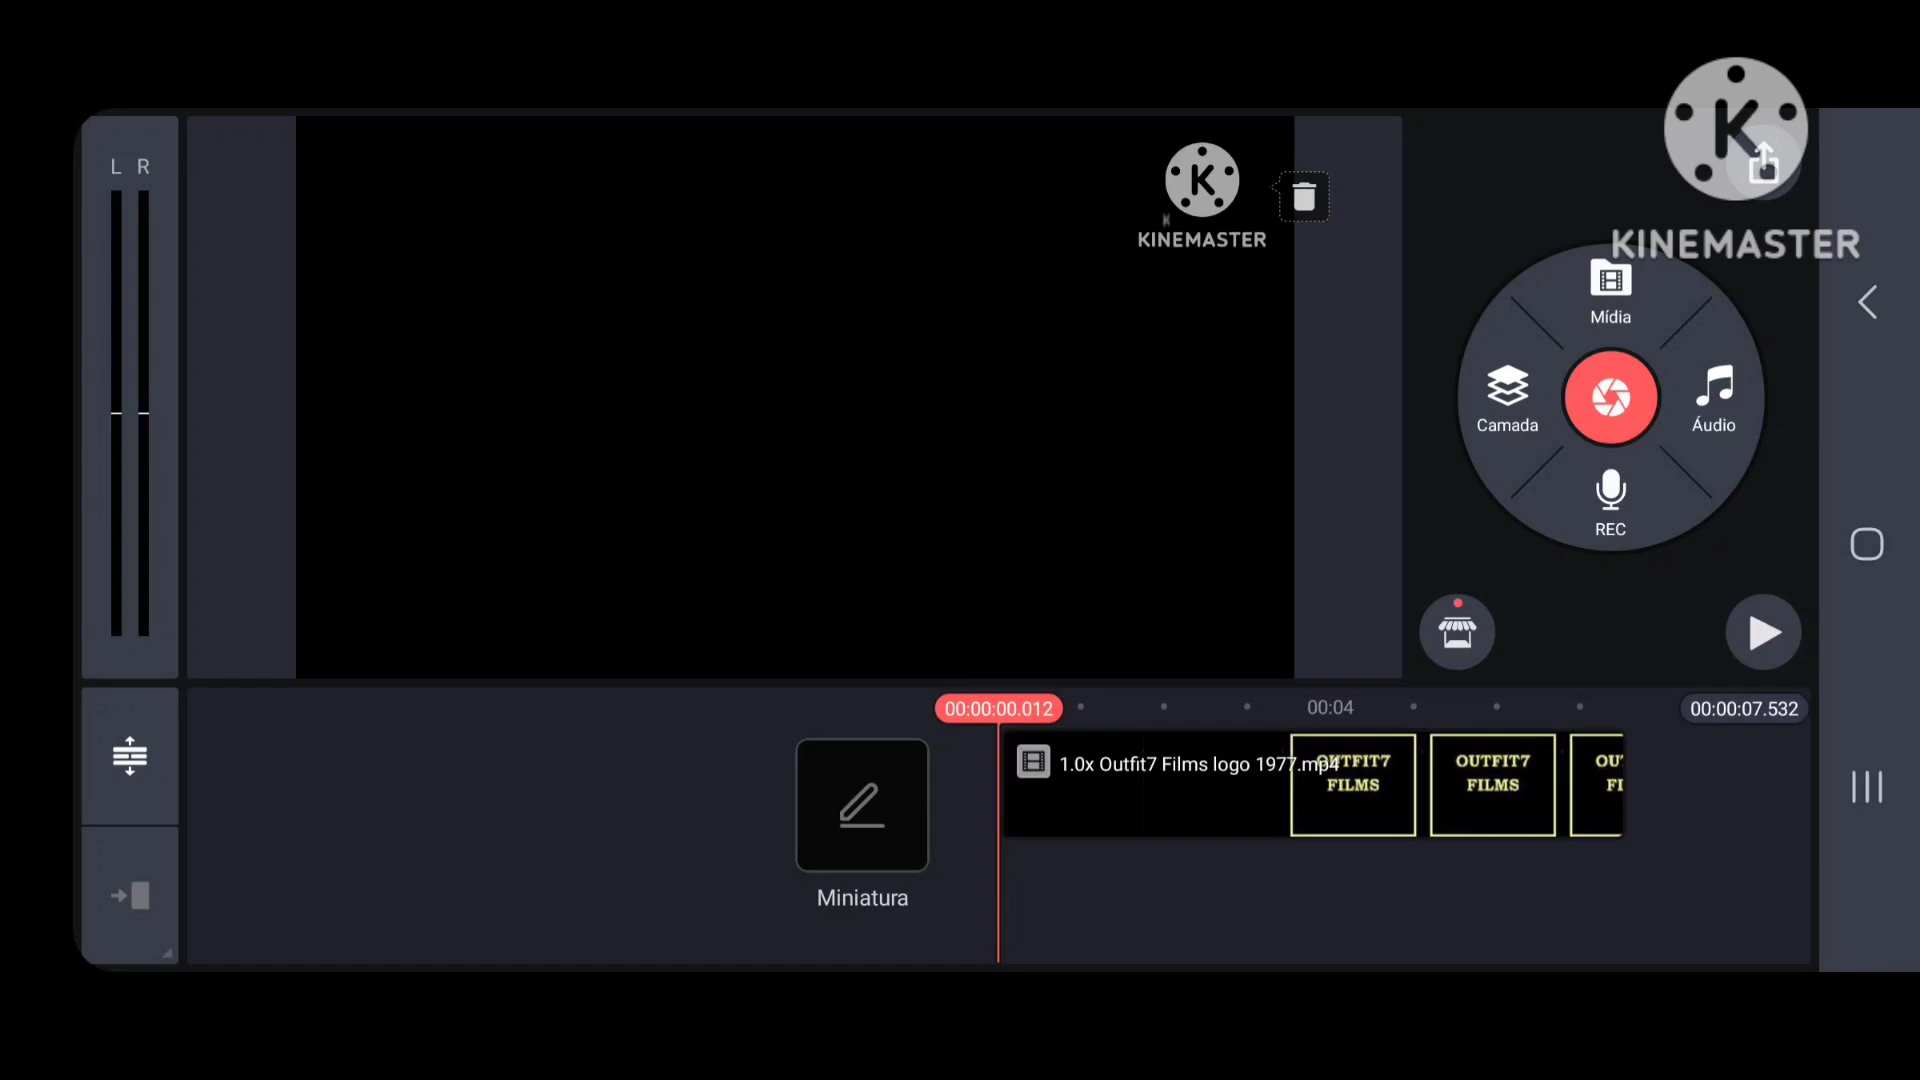 L R
K
KINEMASTER
K
KINEMASTER
Mídia
Camada
Áudio
REC
00:00:00.012
00:04
00:00:07.532
1.0x Outfit7 Films logo 1977.mp4
OUTFIT7
FILMS
OUTFIT7
FILMS
OU
FI
Miniatura